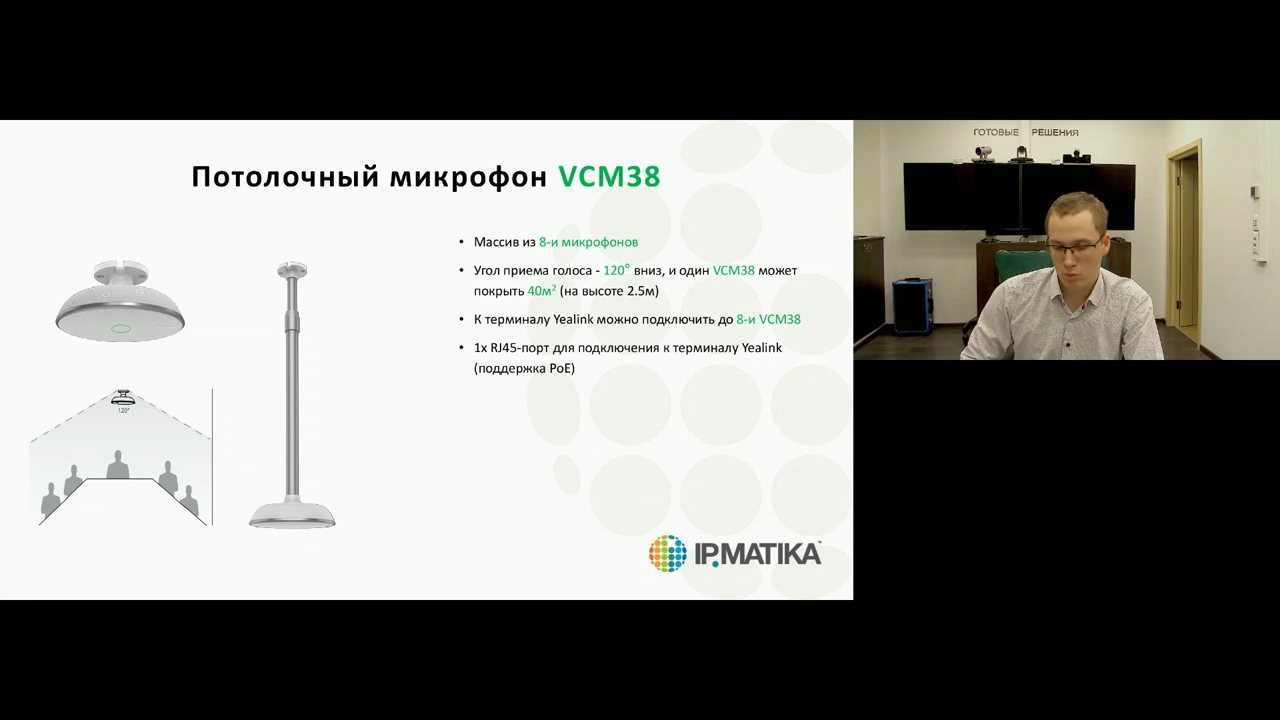 Потолочный микрофон VCM38
• Массив из 8-и микрофонов
• Угол приема голоса - 120° вниз, и один VCM38 может
покрыть 40м² (на высоте 2.5м)
• К терминалу Yealink можно подключить до 8-и VCM38
• 1x RJ45-порт для подключения к терминалу Yealink
(поддержка PoE)
120°
IP.MATIKA™
ГОТОВЫЕ РЕШЕНИЯ